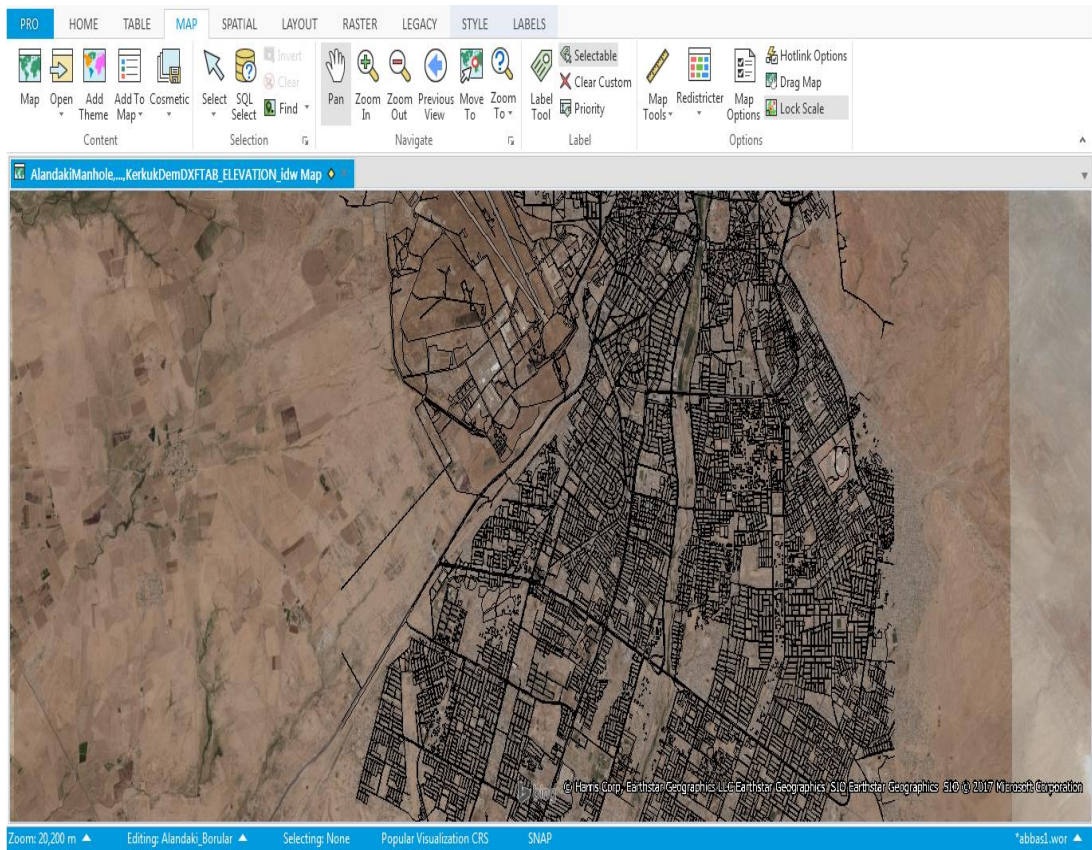 PRO HOME TABLE MAP SPATIAL LAYOUT RASTER LEGACY STYLE LABELS
Map Open Add Theme Add To Map Cosmetic
Content
Select SQL Select Invert Clear Find
Selection
Pan Zoom In Zoom Out Previous View Move To Zoom To
Navigate
Label Tool Selectable Clear Custom Priority
Label
Map Tools Redistricter Map Options Hotlink Options Drag Map Lock Scale
Options
AlandakiManhole,...,KerkukDemDXFTAB_ELEVATION_idw Map
bing © Harris Corp, Earthstar Geographics LLC Earthstar Geographics SIO Earthstar Geographics SIO © 2017 Microsoft Corporation
Zoom: 20,200 m Editing: Alandaki_Borular Selecting: None Popular Visualization CRS SNAP *abbas1.wor